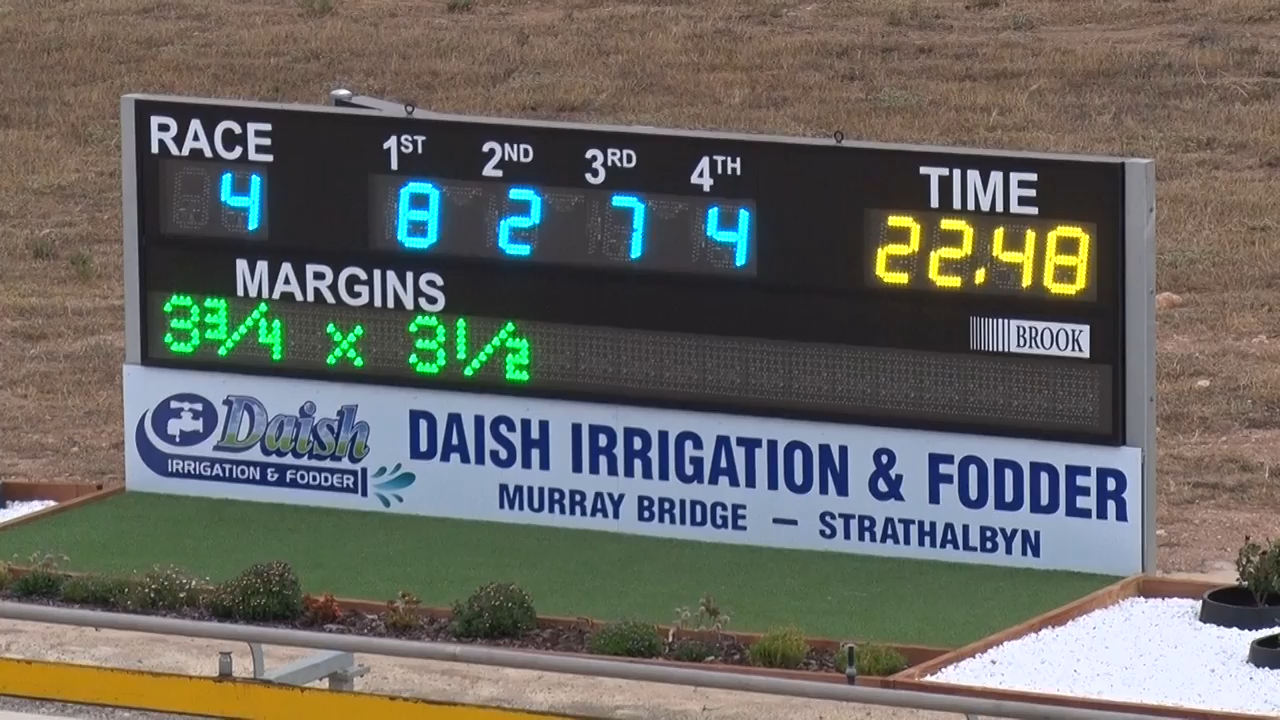 RACE 1ST 2ND 3RD 4TH TIME
4 8 2 7 4 22.48
MARGINS
3¾ x 3½
BROOK
Daish
IRRIGATION & FODDER
DAISH IRRIGATION & FODDER
MURRAY BRIDGE — STRATHALBYN